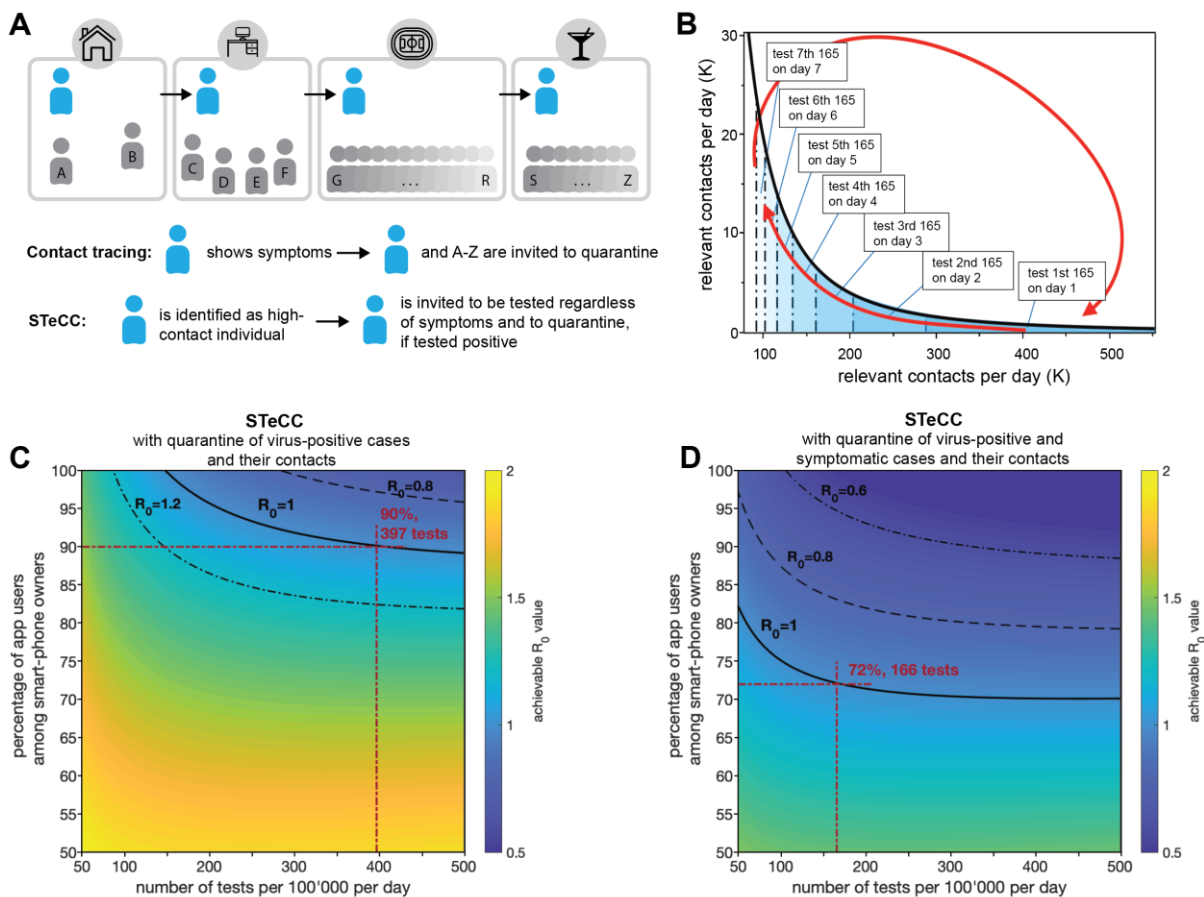 A
A
B
C
D
E
F
G
...
R
S
...
Z
Contact tracing:
shows symptoms
and A-Z are invited to quarantine
STeCC:
is identified as high-
contact individual
is invited to be tested regardless
of symptoms and to quarantine,
if tested positive
B
relevant contacts per day (K)
30
20
10
0
test 7th 165
on day 7
test 6th 165
on day 6
test 5th 165
on day 5
test 4th 165
on day 4
test 3rd 165
on day 3
test 2nd 165
on day 2
test 1st 165
on day 1
100
200
300
400
500
relevant contacts per day (K)
C
STeCC
with quarantine of virus-positive cases
and their contacts
percentage of app users
among smart-phone owners
100
95
90
85
80
75
70
65
60
55
50
R0=1.2
R0=1
R0=0.8
90%,
397 tests
50
100
200
300
400
500
number of tests per 100'000 per day
2
1.5
1
0.5
achievable R0 value
D
STeCC
with quarantine of virus-positive and
symptomatic cases and their contacts
percentage of app users
among smart-phone owners
100
95
90
85
80
75
70
65
60
55
50
R0=0.6
R0=0.8
R0=1
72%, 166 tests
50
100
200
300
400
500
number of tests per 100'000 per day
2
1.5
1
0.5
achievable R0 value